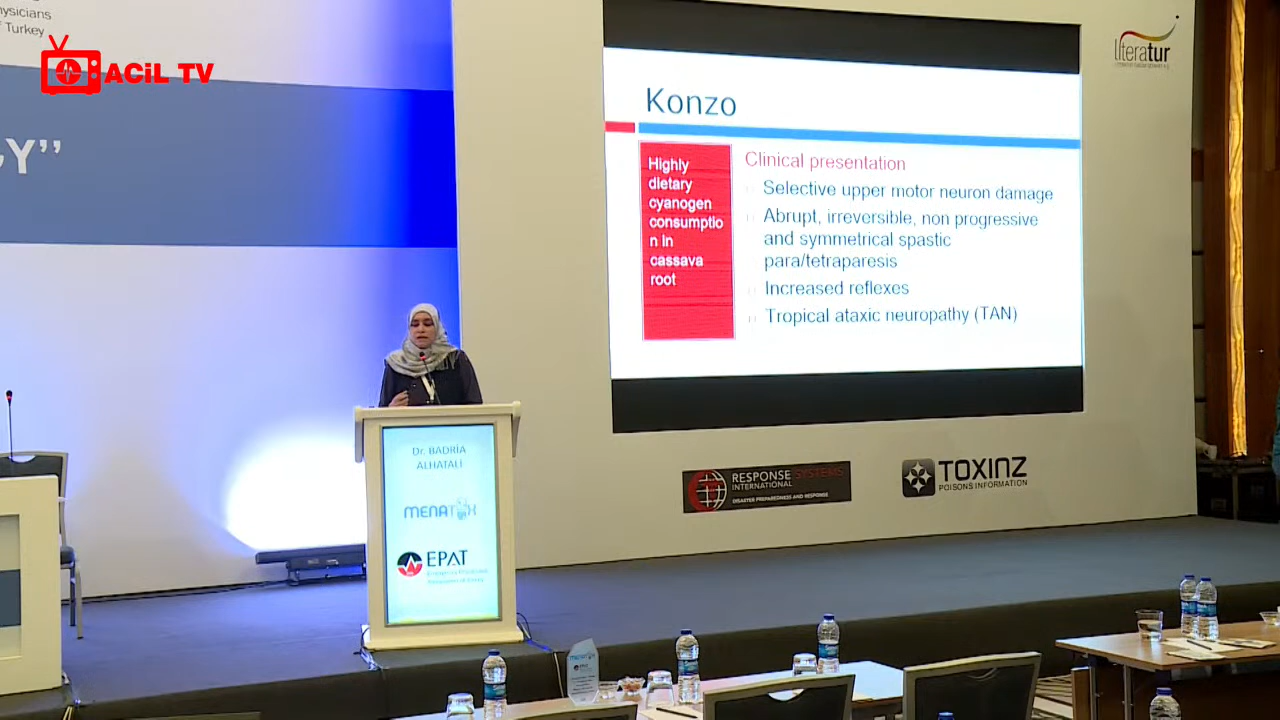 ysicians
Turkey
ACİL TV
Y”
literatur
Konzo
Highly
dietary
cyanogen
consumptio
n in
cassava
root
Clinical presentation
Selective upper motor neuron damage
Abrupt, irreversible, non progressive
and symmetrical spastic
para/tetraparesis
Increased reflexes
Tropical ataxic neuropathy (TAN)
RESPONSE SYSTEMS
INTERNATIONAL
DISASTER PREPAREDNESS AND RESPONSE
TOXINZ
POISONS INFORMATION
Dr. BADRİA
ALHATALİ
MENATOX
EPAT